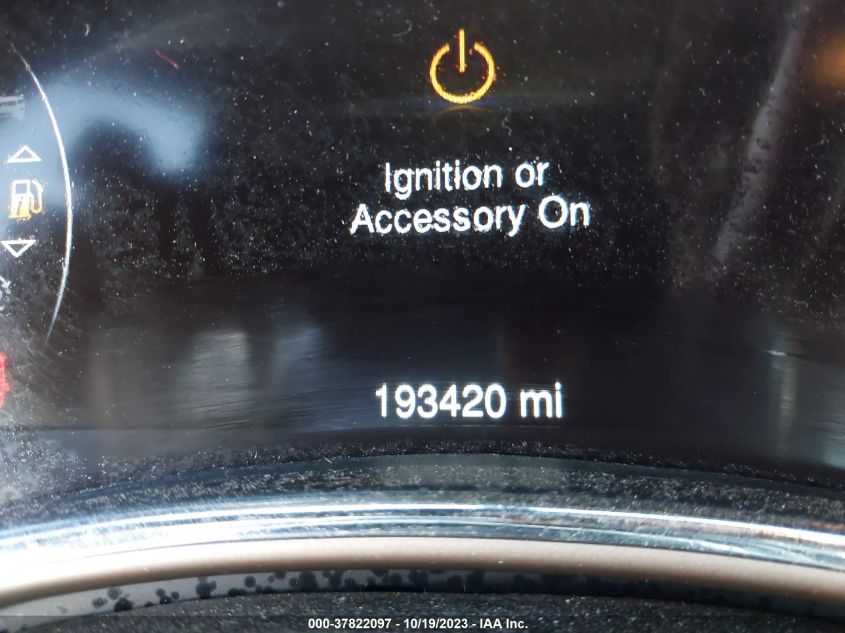 Ignition or
Accessory On
193420 mi
000-37822097 - 10/19/2023 - IAA Inc.